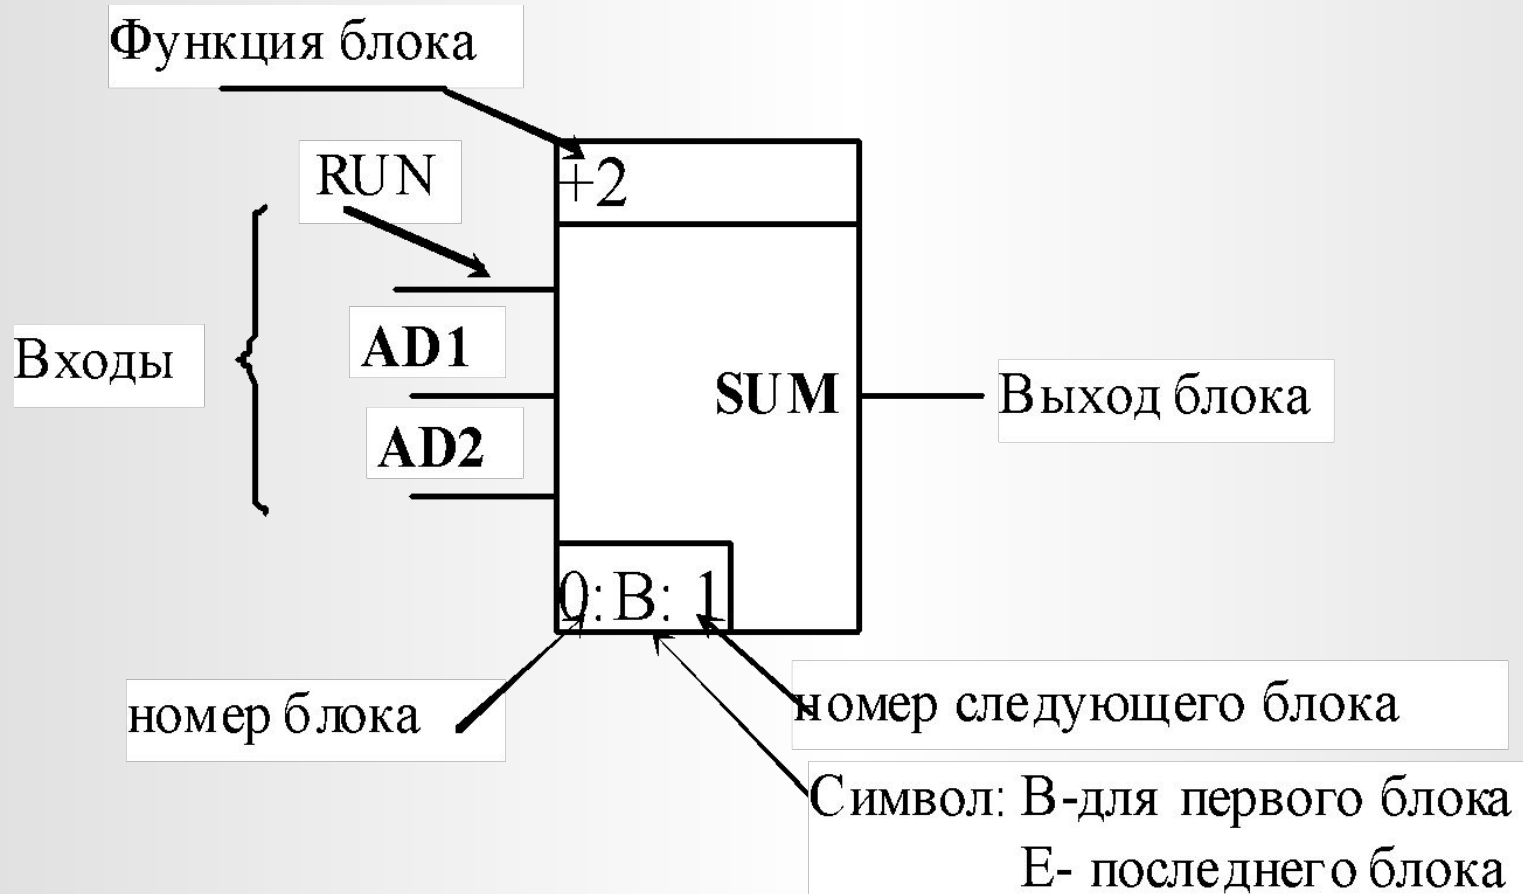 Функция блока
RUN
+2
Входы
AD1
AD2
SUM
Выход блока
0:B: 1
номер блока
номер следующего блока
Символ: B-для первого блока
E- последнего блока